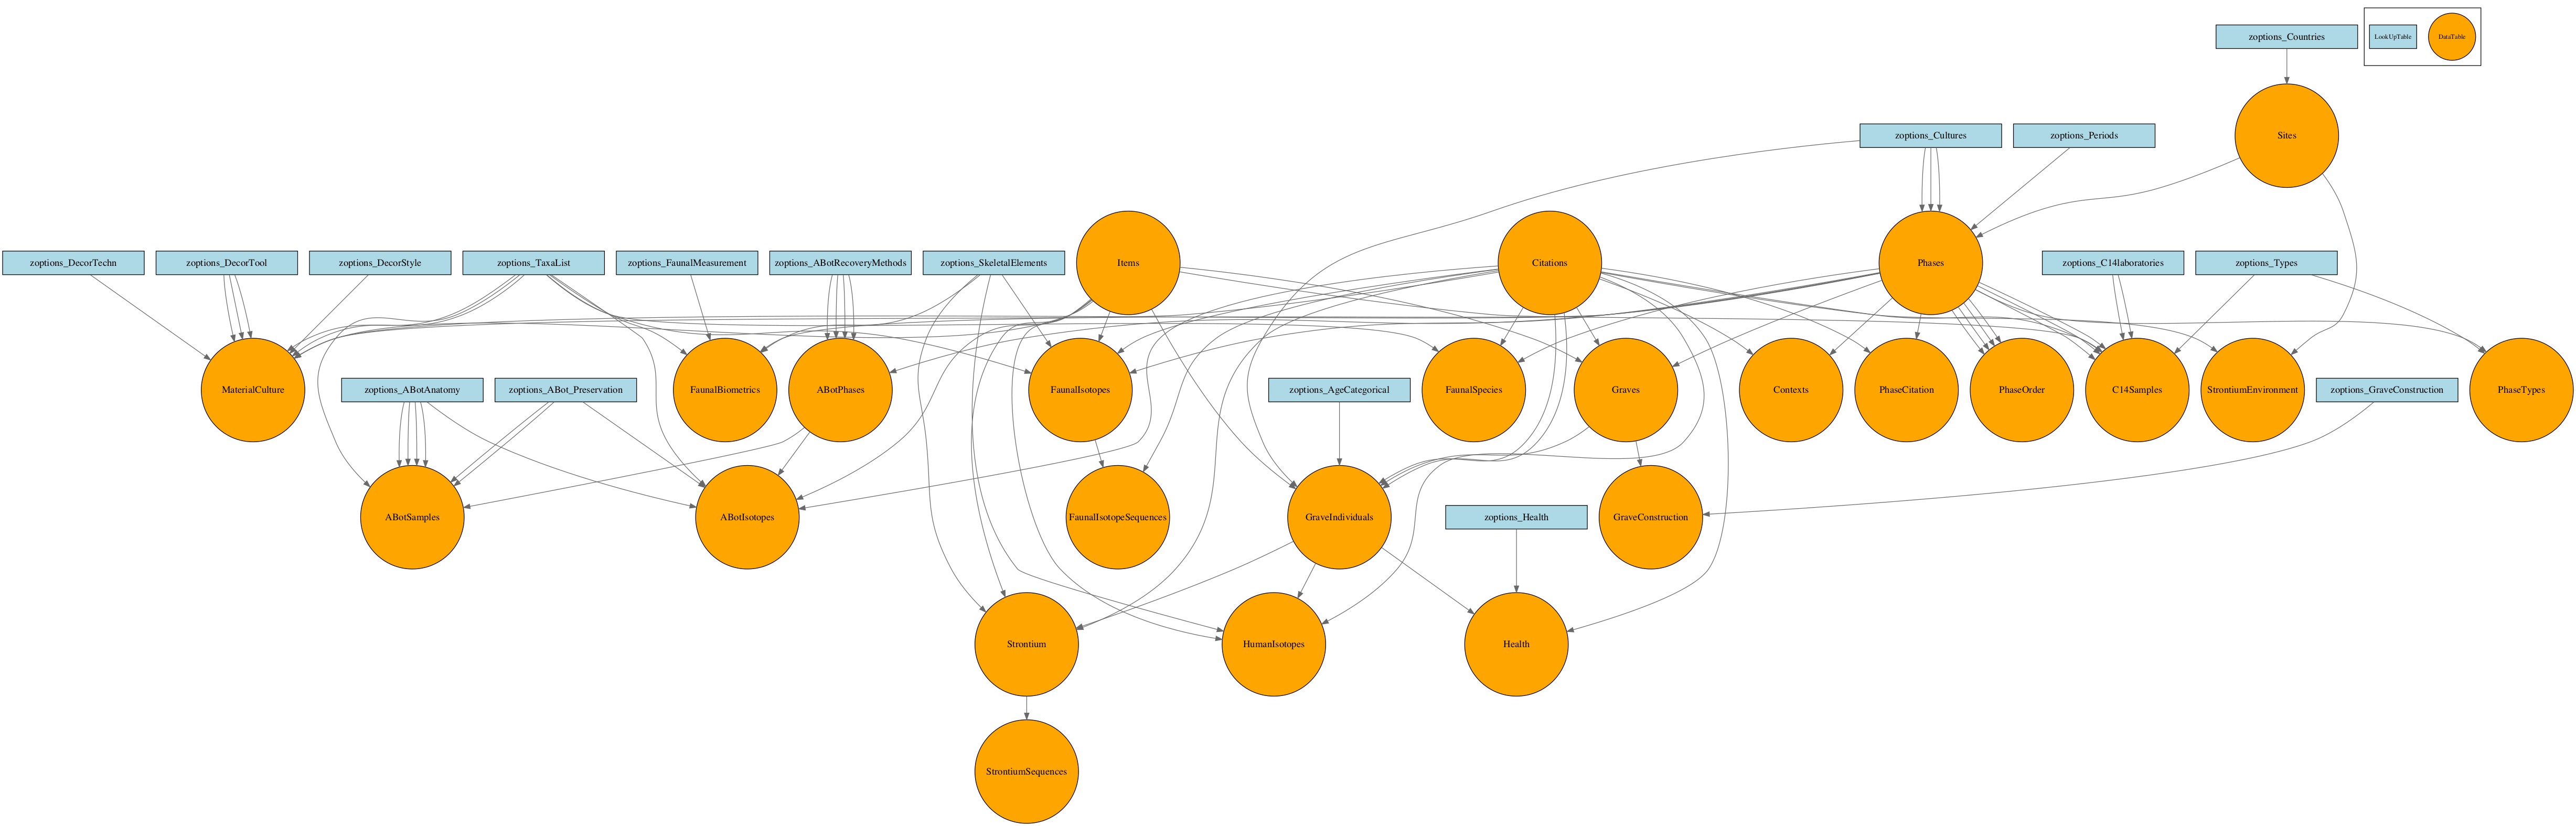 zoptions_Countries
LookUpTable
DataTable
zoptions_Cultures
zoptions_Periods
Sites
zoptions_DecorTechn
zoptions_DecorTool
zoptions_DecorStyle
zoptions_TaxaList
zoptions_FaunalMeasurement
zoptions_ABotRecoveryMethods
zoptions_SkeletalElements
Items
Citations
Phases
zoptions_C14laboratories
zoptions_Types
MaterialCulture
zoptions_ABotAnatomy
zoptions_ABot_Preservation
FaunalBiometrics
ABotPhases
FaunalIsotopes
zoptions_AgeCategorical
FaunalSpecies
Graves
Contexts
PhaseCitation
PhaseOrder
C14Samples
StrontiumEnvironment
zoptions_GraveConstruction
PhaseTypes
ABotSamples
ABotIsotopes
FaunalIsotopeSequences
GraveIndividuals
zoptions_Health
GraveConstruction
Strontium
HumanIsotopes
Health
StrontiumSequences